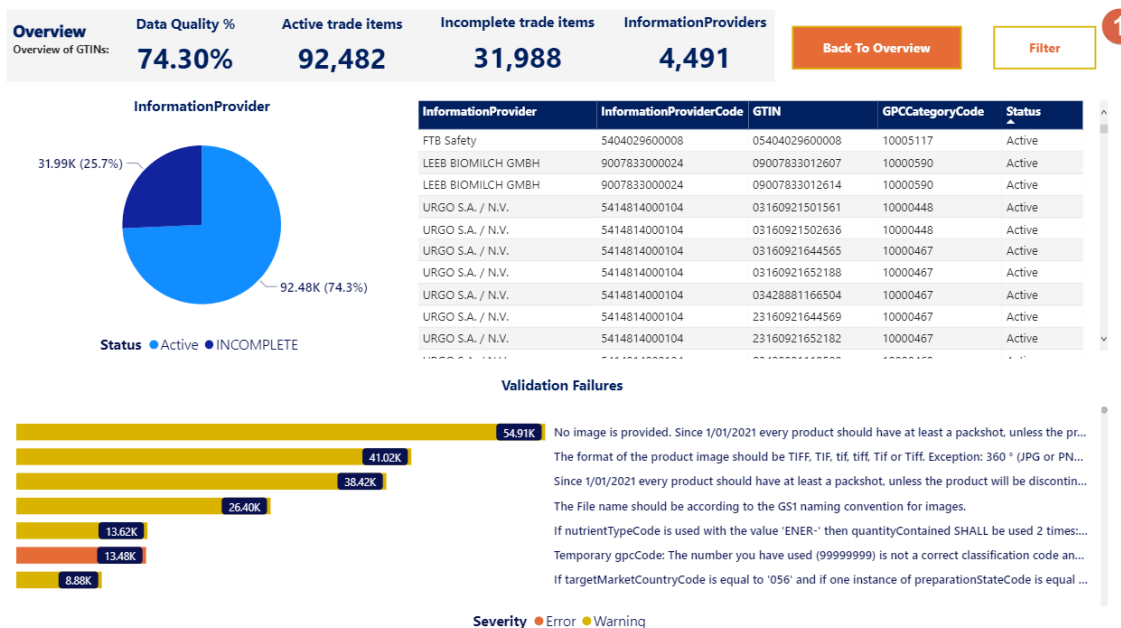 Overview
Overview of GTINs:
Data Quality %
74.30%
Active trade items
92,482
Incomplete trade items
31,988
InformationProviders
4,491
Back To Overview
Filter
1
InformationProvider
31.99K (25.7%)
92.48K (74.3%)
Status Active INCOMPLETE
InformationProvider InformationProviderCode GTIN GPCCategoryCode Status
FTB Safety 5404029600008 05404029600008 10005117 Active
LEEB BIOMILCH GMBH 9007833000024 09007833012607 10000590 Active
LEEB BIOMILCH GMBH 9007833000024 09007833012614 10000590 Active
URGO S.A. / N.V. 5414814000104 03160921501561 10000448 Active
URGO S.A. / N.V. 5414814000104 03160921502636 10000448 Active
URGO S.A. / N.V. 5414814000104 03160921644565 10000467 Active
URGO S.A. / N.V. 5414814000104 03160921652188 10000467 Active
URGO S.A. / N.V. 5414814000104 03428881166504 10000467 Active
URGO S.A. / N.V. 5414814000104 23160921644569 10000467 Active
URGO S.A. / N.V. 5414814000104 23160921652182 10000467 Active
Validation Failures
54.91K No image is provided. Since 1/01/2021 every product should have at least a packshot, unless the pr...
41.02K The format of the product image should be TIFF, TIF, tif, tiff, Tif or Tiff. Exception: 360 ° (JPG or PN...
38.42K Since 1/01/2021 every product should have at least a packshot, unless the product will be discontin...
26.40K The File name should be according to the GS1 naming convention for images.
13.62K If nutrientTypeCode is used with the value 'ENER-' then quantityContained SHALL be used 2 times:...
13.48K Temporary gpcCode: The number you have used (99999999) is not a correct classification code an...
8.88K If targetMarketCountryCode is equal to '056' and if one instance of preparationStateCode is equal ...
Severity Error Warning